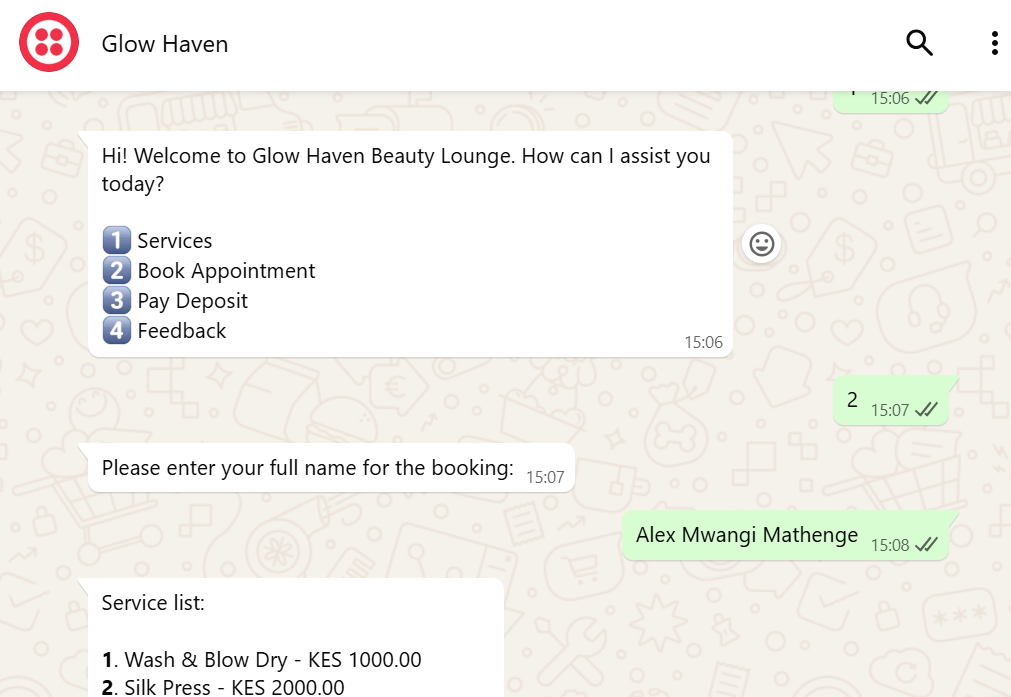 Glow Haven
15:06
Hi! Welcome to Glow Haven Beauty Lounge. How can I assist you
today?
1 Services
2 Book Appointment
3 Pay Deposit
4 Feedback
15:06
2 15:07
Please enter your full name for the booking: 15:07
Alex Mwangi Mathenge 15:08
Service list:
1. Wash & Blow Dry - KES 1000.00
2. Silk Press - KES 2000.00